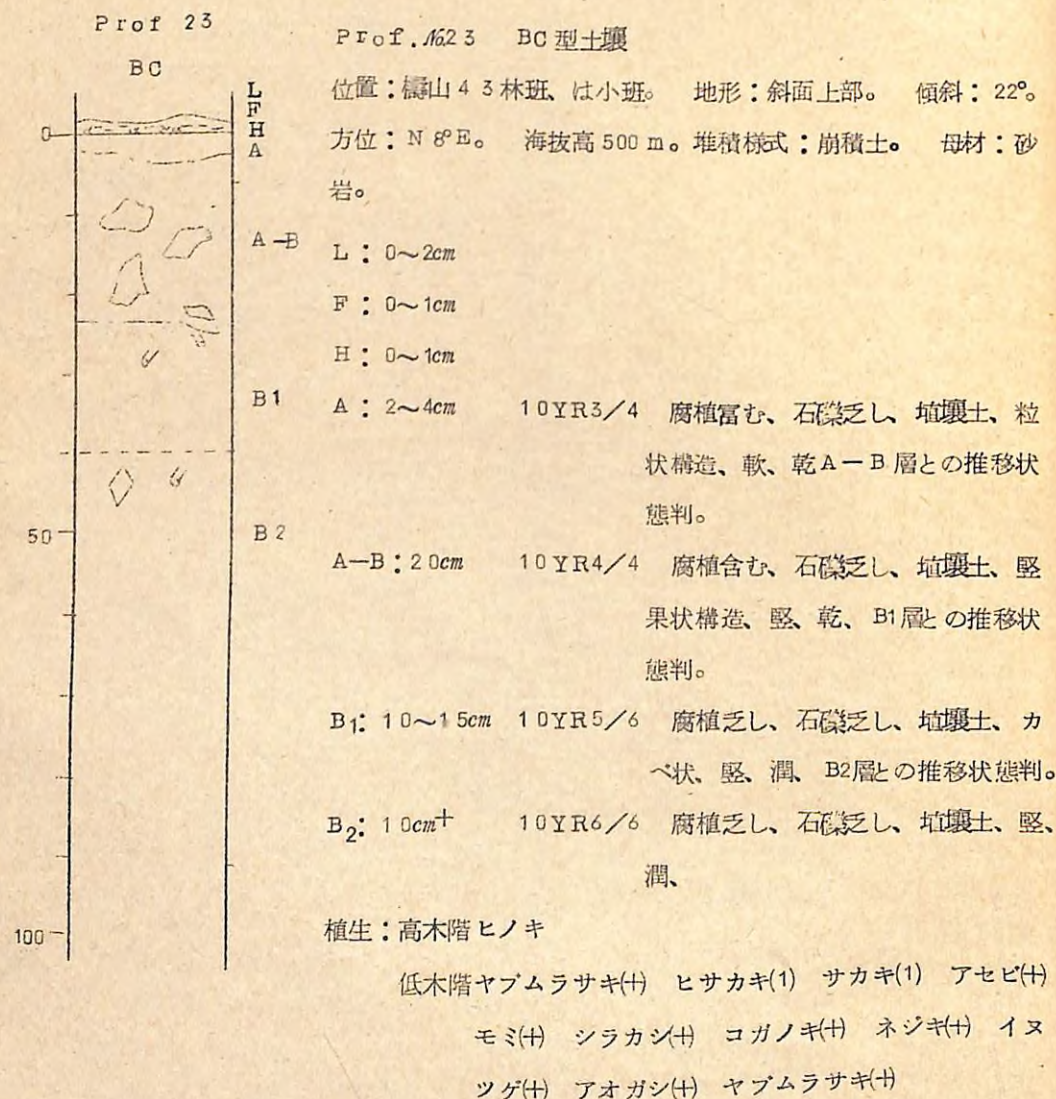 Prof 23
BC
L
F
H
A
A-B
B1
B2
0
50
100
Prof.№23 BC型土壌
位置：山43林班、は小班。 地形：斜面上部。 傾斜：22°。
方位：N 8°E。 海抜高500m。堆積様式：崩積土。 母材：砂
岩。
L：0～2cm
F：0～1cm
H：0～1cm
A：2～4cm 10YR3/4 腐植富む、石礫乏し、埴壌土、粒
状構造、軟、乾A－B層との推移状
態判。
A－B：20cm 10YR4/4 腐植含む、石礫乏し、埴壌土、堅
果状構造、堅、乾、B1層との推移状
態判。
B1：10～15cm 10YR5/6 腐植乏し、石礫乏し、埴壌土、カ
ベ状、堅、潤、B2層との推移状態判。
B2：10cm+ 10YR6/6 腐植乏し、石礫乏し、埴壌土、堅、
潤、
植生：高木階ヒノキ
低木階ヤブムラサキ(+) ヒサカキ(1) サカキ(1) アセビ(+)
モミ(+) シラカシ(+) コガノキ(+) ネジキ(+) イヌ
ツゲ(+) アオガシ(+) ヤブムラサキ(+)